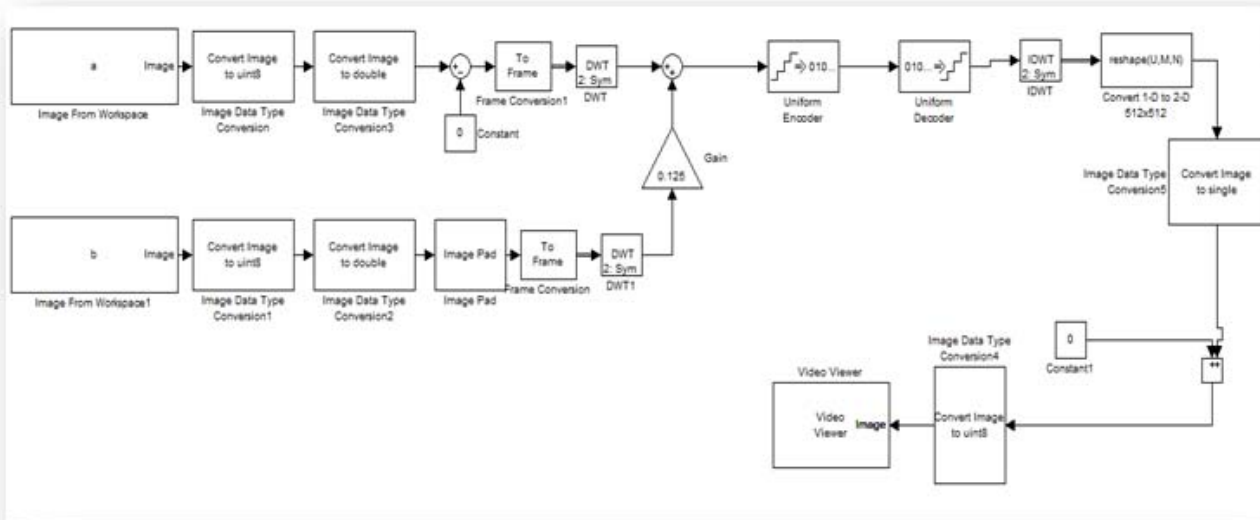 a
Image
Image From Workspace
Convert Image
to uint8
Image Data Type
Conversion
Convert Image
to double
Image Data Type
Conversion3
+
-
0
Constant
To
Frame
Frame Conversion1
DWT
2: Sym
DWT
+
+
0.125
Gain
010...
Uniform
Encoder
010...
Uniform
Decoder
IDWT
2: Sym
IDWT
reshape(U,M,N)
Convert 1-D to 2-D
512x512
Convert Image
to single
Image Data Type
Conversion5
b
Image
Image From Workspace1
Convert Image
to uint8
Image Data Type
Conversion1
Convert Image
to double
Image Data Type
Conversion2
Image Pad
Image Pad
To
Frame
Frame Conversion
DWT
2: Sym
DWT1
0
Constant1
++
Image Data Type
Conversion4
Convert Image
to uint8
Video Viewer
Video
Viewer
Image